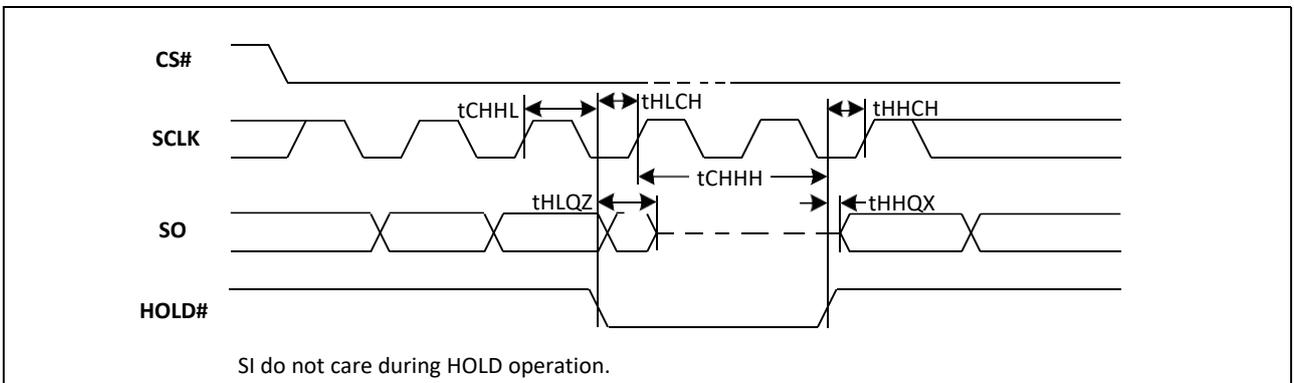 CS#
tCHHL
tHLCH
tHHCH
SCLK
tCHHH
tHLQZ
tHHQX
SO
HOLD#
SI do not care during HOLD operation.